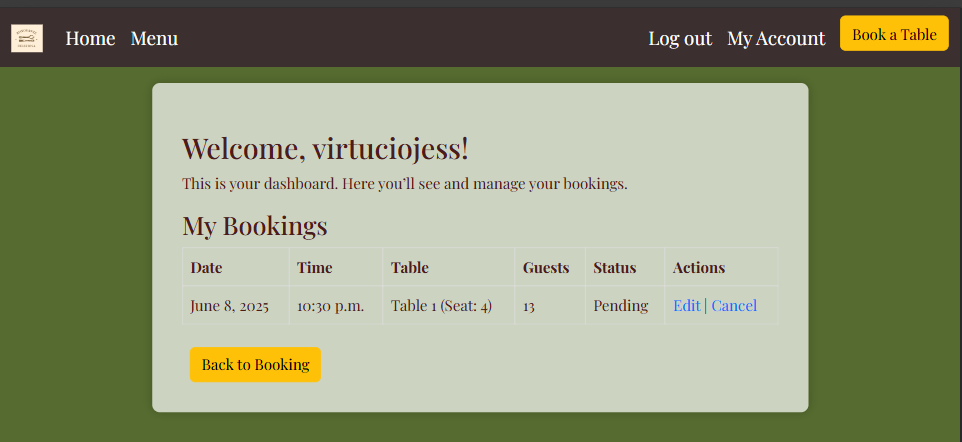 Home Menu Log out My Account Book a Table
Welcome, virtuciojess!
This is your dashboard. Here you’ll see and manage your bookings.
My Bookings
Date Time Table Guests Status Actions
June 8, 2025 10:30 p.m. Table 1 (Seat: 4) 13 Pending Edit | Cancel
Back to Booking